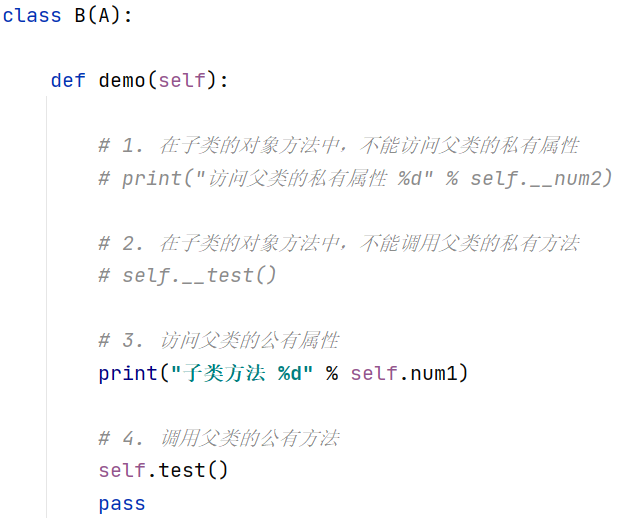 class B(A):
def demo(self):
# 1. 在子类的对象方法中，不能访问父类的私有属性
# print("访问父类的私有属性 %d" % self.__num2)
# 2. 在子类的对象方法中，不能调用父类的私有方法
# self.__test()
# 3. 访问父类的公有属性
print("子类方法 %d" % self.num1)
# 4. 调用父类的公有方法
self.test()
pass